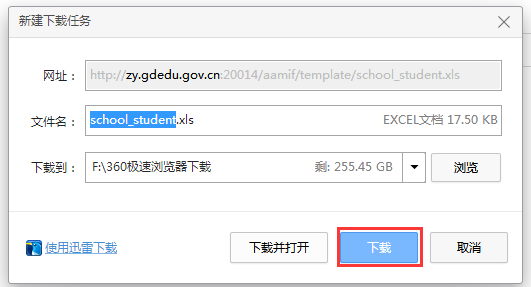 新建下载任务
网址： http://zy.gdedu.gov.cn:20014/aamif/template/school_student.xls
文件名： school_student.xls EXCEL文档 17.50 KB
下载到： F:\360极速浏览器下载 剩: 255.45 GB 浏览
使用迅雷下载 下载并打开 下载 取消